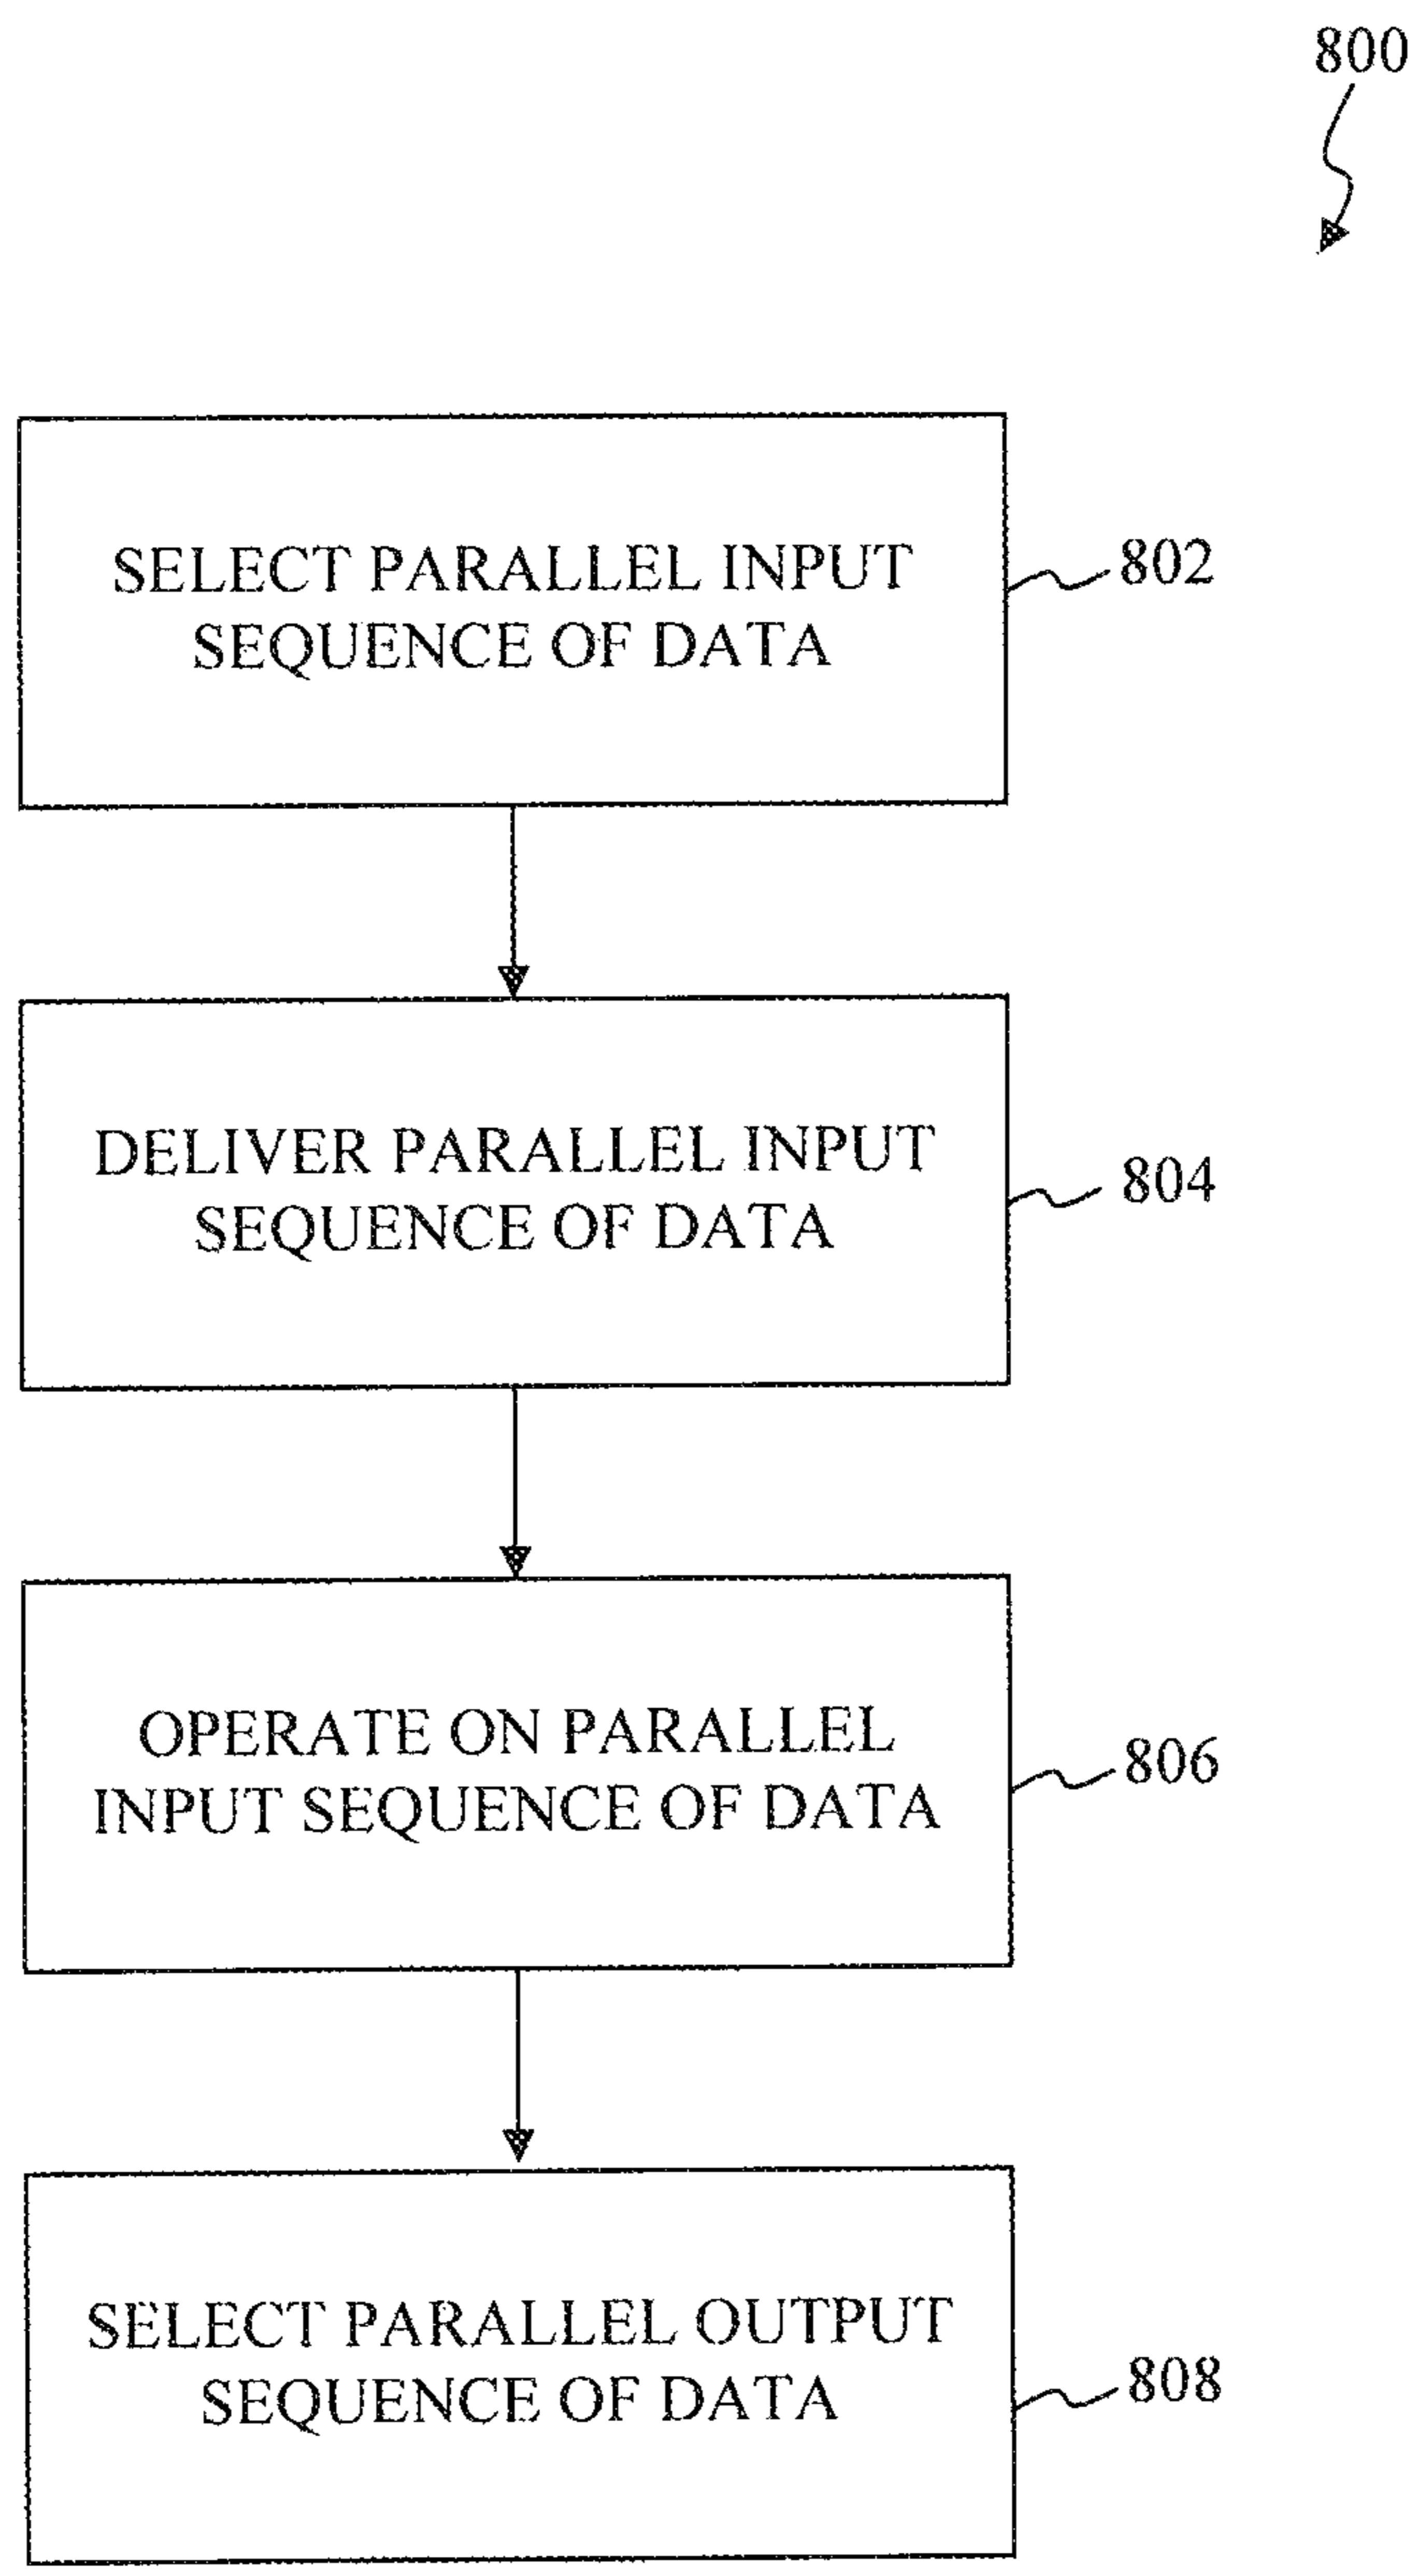 800
SELECT PARALLEL INPUT
SEQUENCE OF DATA
802
DELIVER PARALLEL INPUT
SEQUENCE OF DATA
804
OPERATE ON PARALLEL
INPUT SEQUENCE OF DATA
806
SELECT PARALLEL OUTPUT
SEQUENCE OF DATA
808